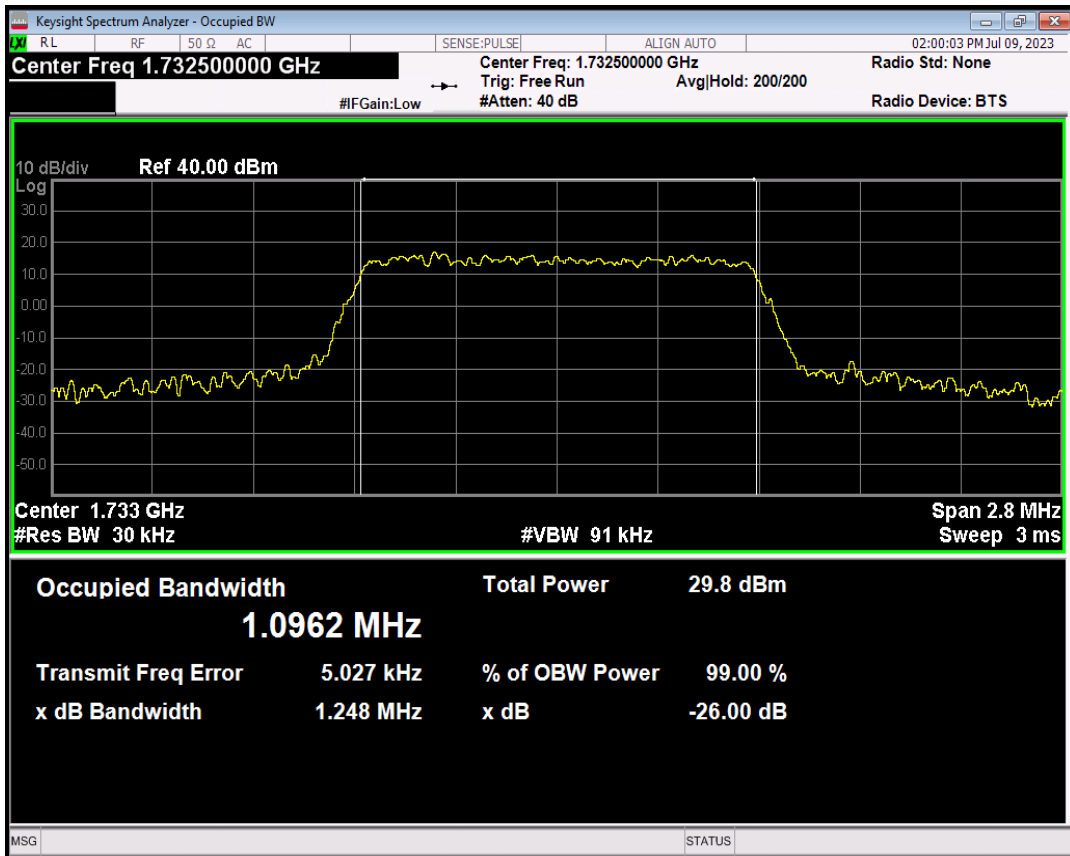 Keysight Spectrum Analyzer - Occupied BW
LXI RL RF 50 Ω AC SENSE:PULSE ALIGN AUTO 02:00:03 PM Jul 09, 2023
Center Freq 1.732500000 GHz Center Freq: 1.732500000 GHz Radio Std: None
Trig: Free Run Avg|Hold: 200/200
#IFGain:Low #Atten: 40 dB Radio Device: BTS
10 dB/div Ref 40.00 dBm
Log
30.0
20.0
10.0
0.00
-10.0
-20.0
-30.0
-40.0
-50.0
Center 1.733 GHz Span 2.8 MHz
#Res BW 30 kHz #VBW 91 kHz Sweep 3 ms
Occupied Bandwidth Total Power 29.8 dBm
1.0962 MHz
Transmit Freq Error 5.027 kHz % of OBW Power 99.00 %
x dB Bandwidth 1.248 MHz x dB -26.00 dB
MSG STATUS